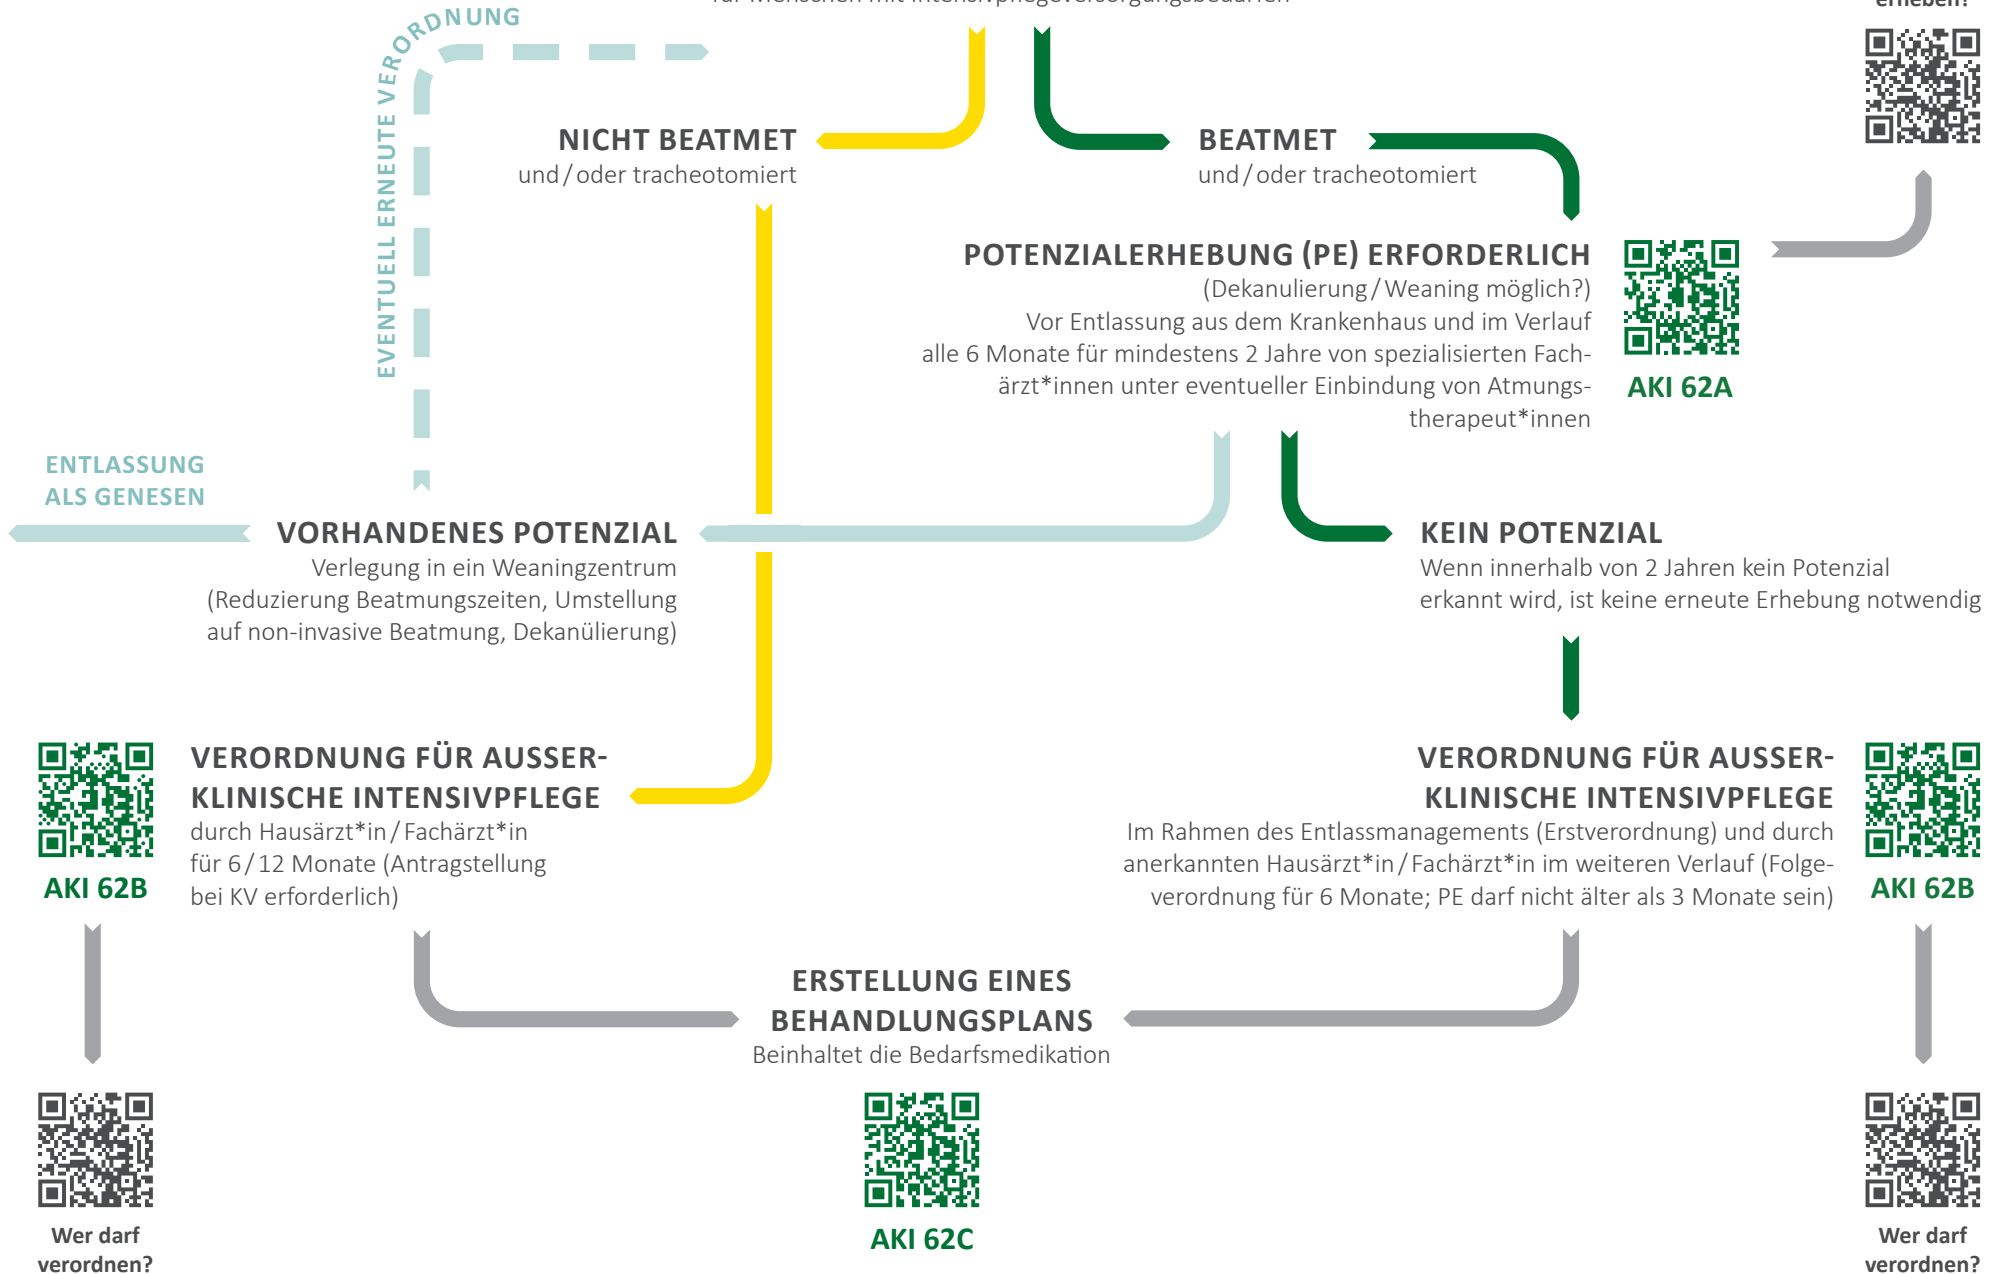 für Menschen mit Intensivpflegeversorgungsbedarfen
erheben?
EVENTUELL ERNEUTE VERORDNUNG
NICHT BEATMET
und/oder tracheotomiert
BEATMET
und/oder tracheotomiert
POTENZIALERHEBUNG (PE) ERFORDERLICH
(Dekanulierung/Weaning möglich?)
Vor Entlassung aus dem Krankenhaus und im Verlauf
alle 6 Monate für mindestens 2 Jahre von spezialisierten Fach-
ärzt*innen unter eventueller Einbindung von Atmungs-
therapeut*innen
AKI 62A
ENTLASSUNG
ALS GENESEN
VORHANDENES POTENZIAL
Verlegung in ein Weaningzentrum
(Reduzierung Beatmungszeiten, Umstellung
auf non-invasive Beatmung, Dekanülierung)
KEIN POTENZIAL
Wenn innerhalb von 2 Jahren kein Potenzial
erkannt wird, ist keine erneute Erhebung notwendig
VERORDNUNG FÜR AUSSER-
KLINISCHE INTENSIVPFLEGE
durch Hausärzt*in/Fachärzt*in
für 6/12 Monate (Antragstellung
bei KV erforderlich)
AKI 62B
VERORDNUNG FÜR AUSSER-
KLINISCHE INTENSIVPFLEGE
Im Rahmen des Entlassmanagements (Erstverordnung) und durch
anerkannten Hausärzt*in/Fachärzt*in im weiteren Verlauf (Folge-
verordnung für 6 Monate; PE darf nicht älter als 3 Monate sein)
AKI 62B
ERSTELLUNG EINES
BEHANDLUNGSPLANS
Beinhaltet die Bedarfsmedikation
AKI 62C
Wer darf
verordnen?
Wer darf
verordnen?